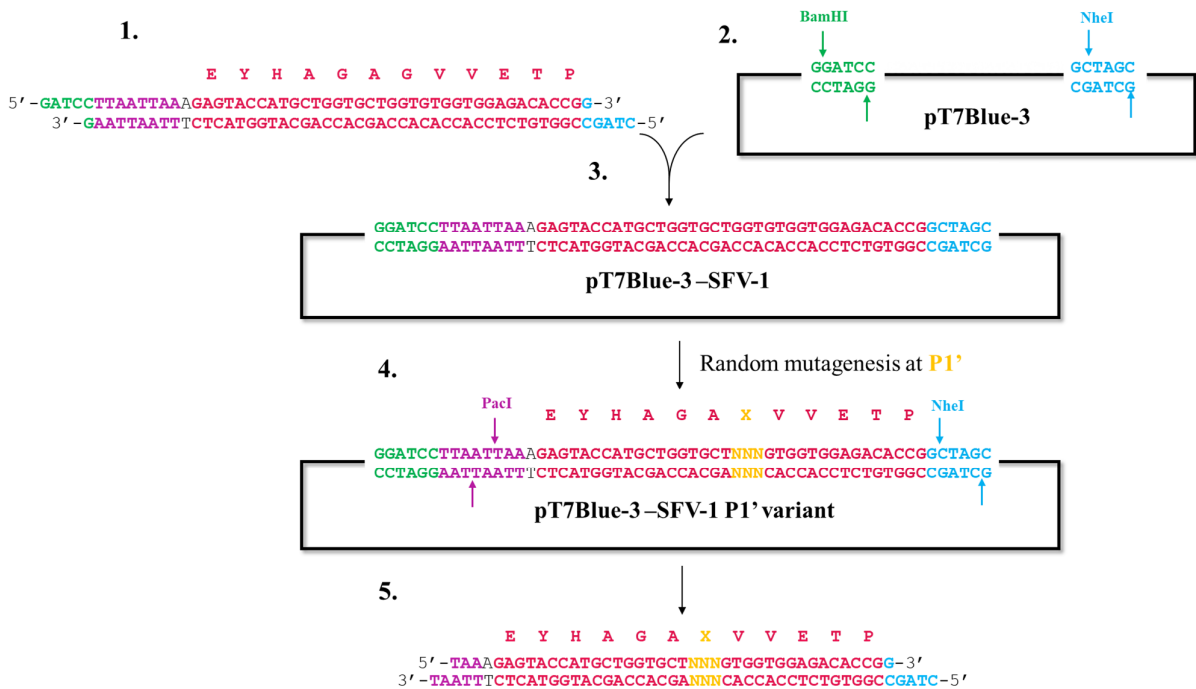 1.
E Y H A G A G V V E T P
5’-GATCCTTAATTAAAGAGTACCATGCTGGTGCTGGTGTGGTGGAGACACCGG-3’
3’-GAATTAATTTCTCATGGTACGACCACGACCACACCACCTCTGTGGCCGATC-5’
2.
BamHI NheI
GGATCC GCTAGC
CCTAGG CGATCG
pT7Blue-3
3.
GGATCCTTAATTAAAGAGTACCATGCTGGTGCTGGTGTGGTGGAGACACCGGCTAGC
CCTAGGAATTAATTTCTCATGGTACGACCACGACCACACCACCTCTGTGGCCGATCG
pT7Blue-3 –SFV-1
Random mutagenesis at P1’
4.
PacI E Y H A G A X V V E T P NheI
GGATCCTTAATTAAAGAGTACCATGCTGGTGCTNNNGTGGTGGAGACACCGGCTAGC
CCTAGGAATTAATTTCTCATGGTACGACCACGANNNCACCACCTCTGTGGCCGATCG
pT7Blue-3 –SFV-1 P1’ variant
5.
E Y H A G A X V V E T P
5’-TAAAGAGTACCATGCTGGTGCTNNNGTGGTGGAGACACCGG-3’
3’-TAATTTCTCATGGTACGACCACGANNNCACCACCTCTGTGGCCGATC-5’